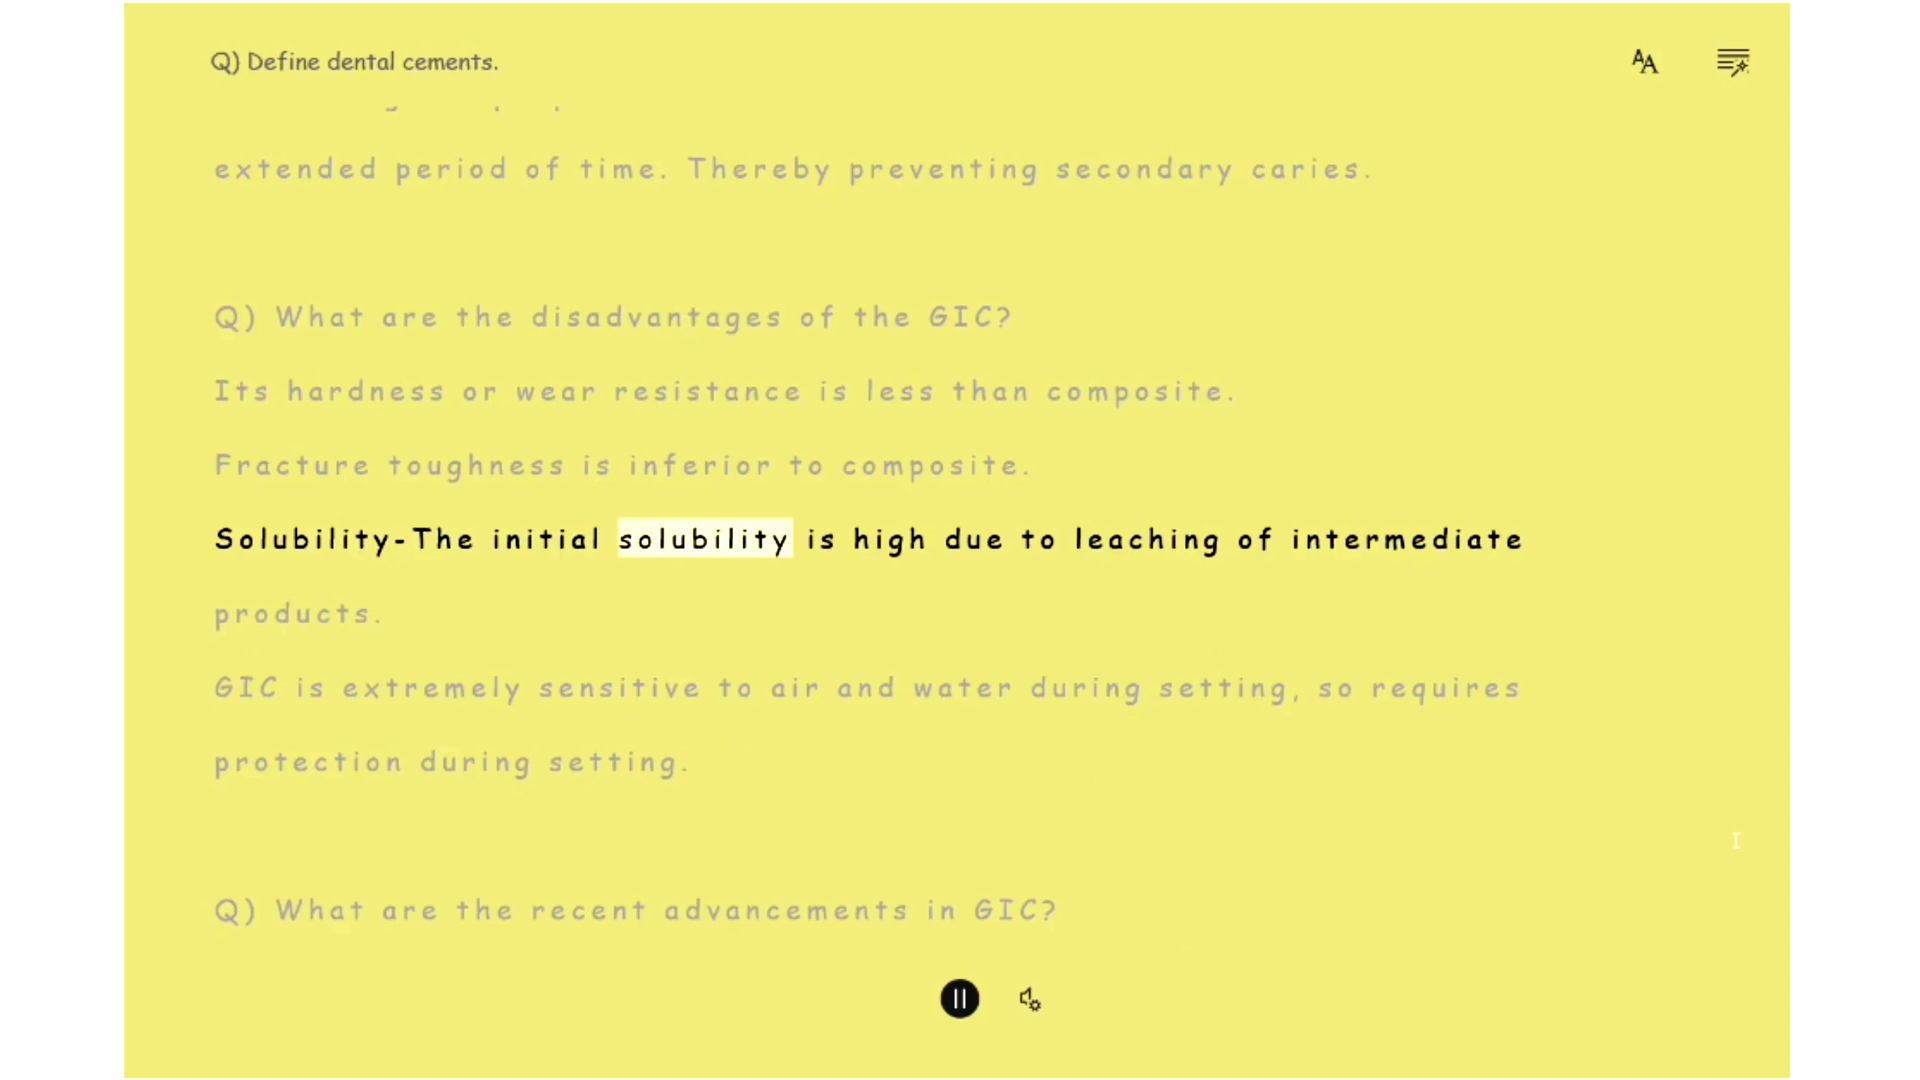 Q) Define dental cements.
extended period of time. Thereby preventing secondary caries.
Q) What are the disadvantages of the GIC?
Its hardness or wear resistance is less than composite.
Fracture toughness is inferior to composite.
Solubility-The initial solubility is high due to leaching of intermediate
products.
GIC is extremely sensitive to air and water during setting, so requires
protection during setting.
Q) What are the recent advancements in GIC?